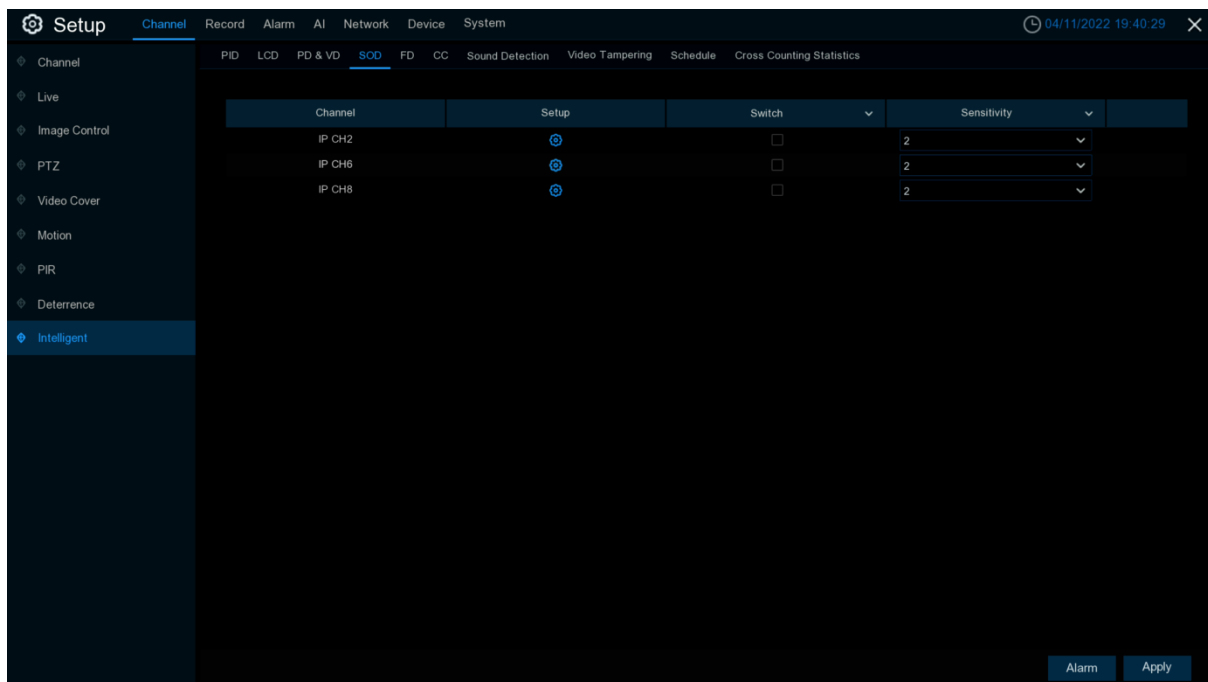 Setup Channel Record Alarm AI Network Device System 04/11/2022 19:40:29
PID LCD PD & VD SOD FD CC Sound Detection Video Tampering Schedule Cross Counting Statistics
Channel
Live
Image Control
PTZ
Video Cover
Motion
PIR
Deterrence
Intelligent
Channel Setup Switch Sensitivity
IP CH2 2
IP CH6 2
IP CH8 2
Alarm Apply